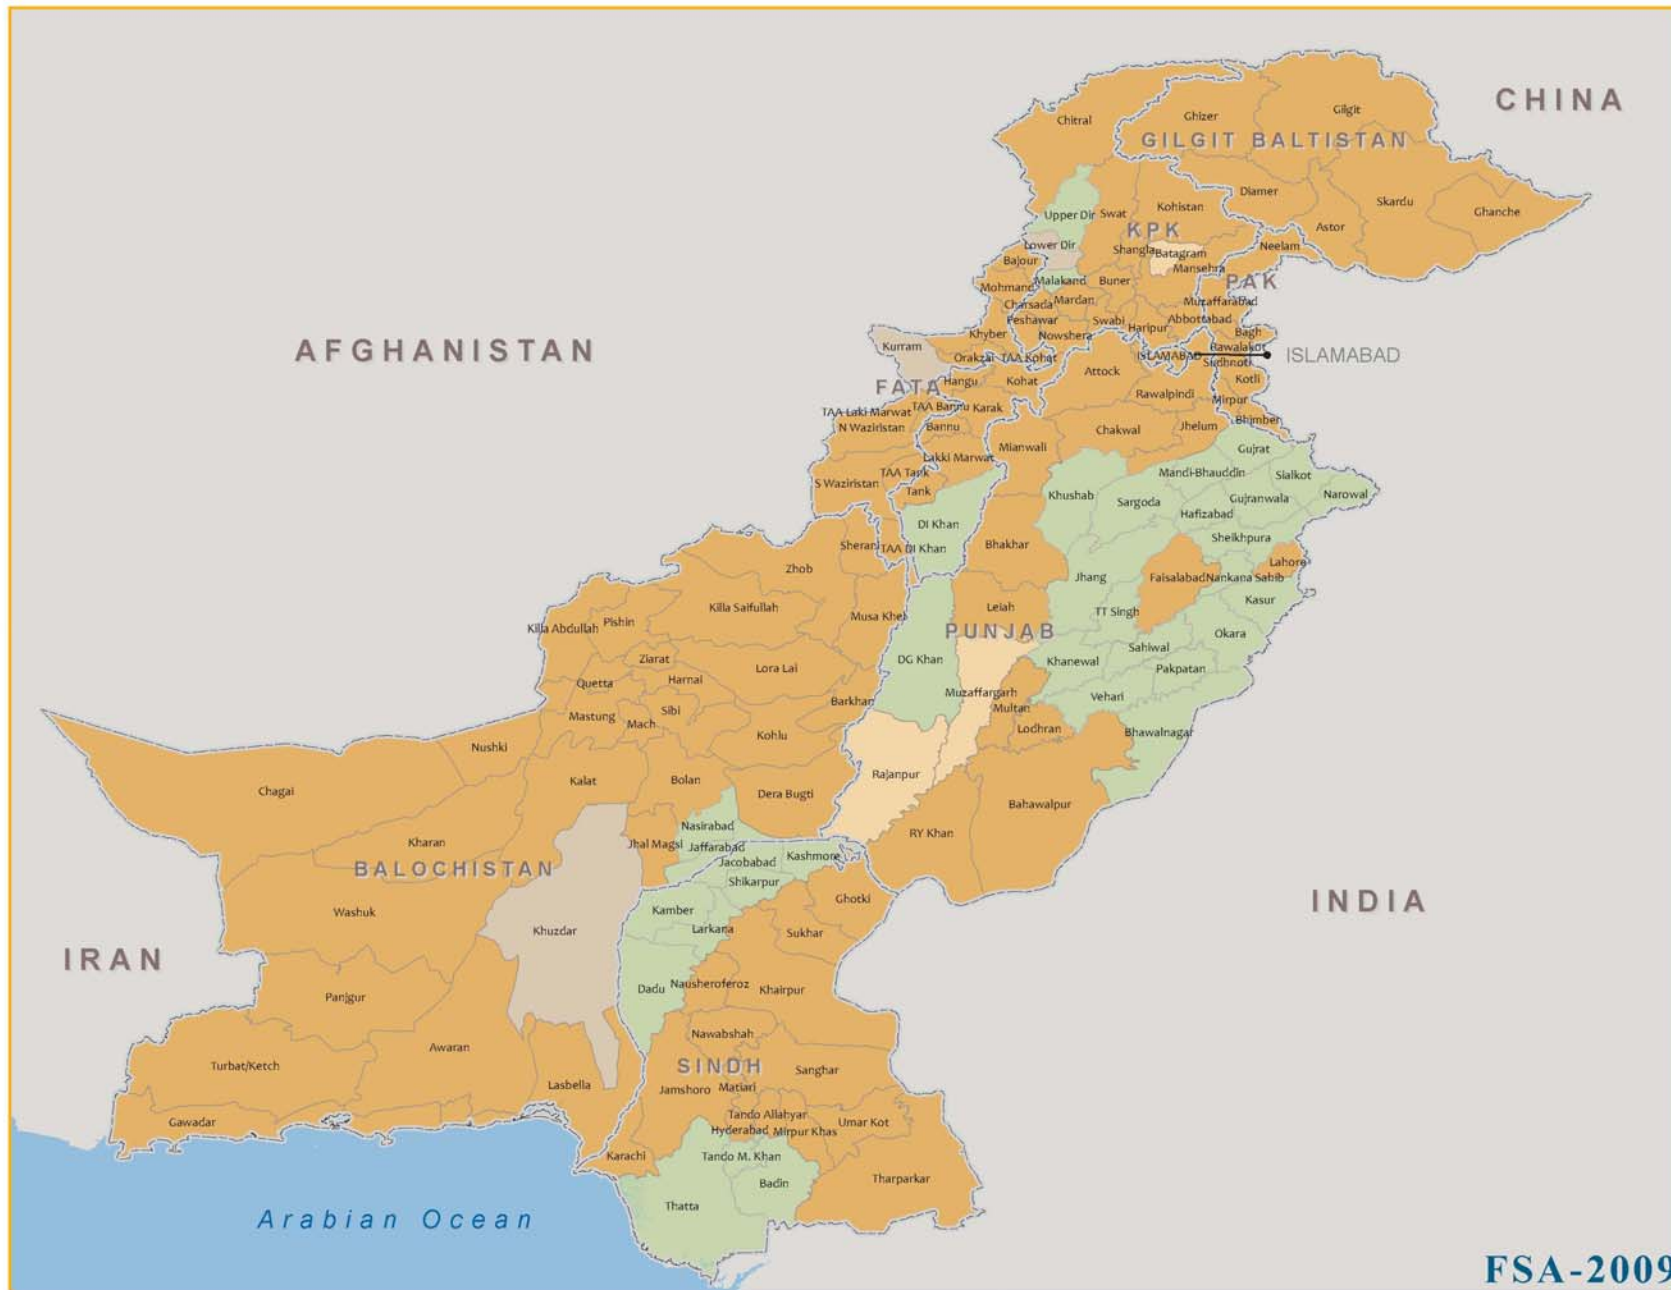 CHINA
Chitral
Ghizer
Gilgit
GILGIT BALTISTAN
Diamer
Skardu
Ghanche
Astor
Upper Dir
Swat
Kohistan
KPK
Lower Dir
Shangla
Batagram
Neelam
Bajour
Mansehra
Malakand
Buner
PAK
Mohmand
Mardan
Muzaffarabad
Charsada
Peshawar
Swabi
Haripur
Abbottabad
Khyber
Nowshera
Bagh
AFGHANISTAN
Kurram
Orakzai
TAA Kohat
ISLAMABAD
Rawalakot
Sudhnoti
ISLAMABAD
Attock
FATA
Hangu
Kohat
Kotli
Rawalpindi
Mirpur
TAA Laki Marwat
TAA Bannu
Karak
N Waziristan
Bannu
Chakwal
Jhelum
Bhimber
Mianwali
Gujrat
Lakki Marwat
TAA Tank
Mandi-Bhauddin
Sialkot
S Waziristan
Tank
Khushab
Sargoda
Gujranwala
Narowal
Hafizabad
DI Khan
Sherani
TAA DI Khan
Bhakhar
Sheikhpura
Lahore
Zhob
Jhang
Faisalabad
Nankana Sahib
Killa Saifullah
Musa Khel
Leiah
TT Singh
Kasur
Killa Abdullah
Pishin
PUNJAB
Okara
Ziarat
Lora Lai
DG Khan
Khanewal
Sahiwal
Pakpatan
Quetta
Harnai
Muzaffargarh
Vehari
Barkhan
Multan
Mastung
Mach
Sibi
Lodhran
Bhawalnagar
Kohlu
Nushki
Chagai
Kalat
Bolan
Dera Bugti
Rajanpur
Bahawalpur
Nasirabad
RY Khan
Kharan
Jhal Magsi
Jaffarabad
BALOCHISTAN
Jacobabad
Kashmore
Shikarpur
Ghotki
INDIA
Washuk
Kamber
Khuzdar
Larkana
Sukhar
IRAN
Panjgur
Dadu
Nausheroferoz
Khairpur
Nawabshah
Awaran
Turbat/Ketch
SINDH
Sanghar
Lasbella
Jamshoro
Matiari
Gawadar
Tando Allahyar
Umar Kot
Hyderabad
Mirpur Khas
Karachi
Tando M. Khan
Tharparkar
Badin
Thatta
Arabian Ocean
FSA-2009